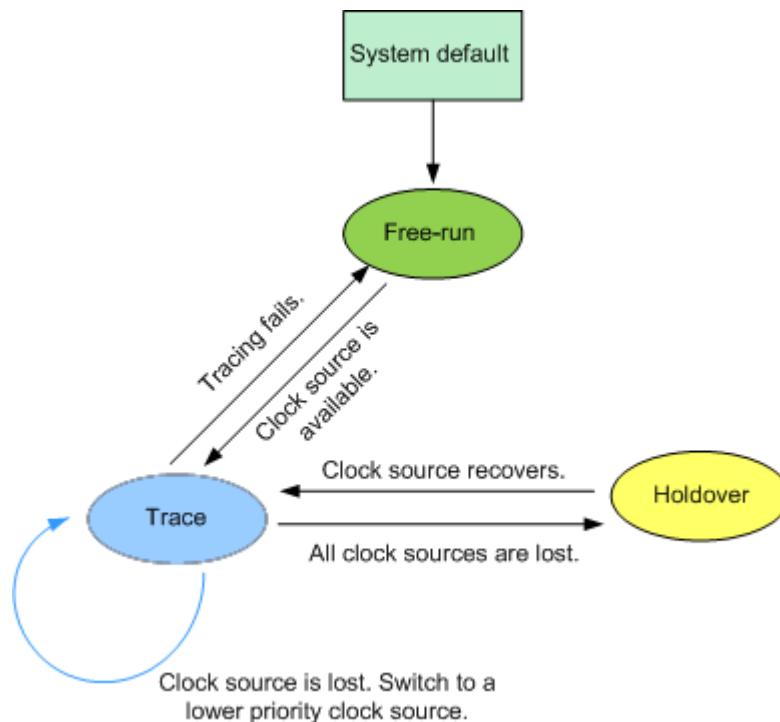 System default
Free-run
Tracing fails.
Clock source is
available.
Clock source recovers.
Holdover
Trace
All clock sources are lost.
Clock source is lost. Switch to a
lower priority clock source.